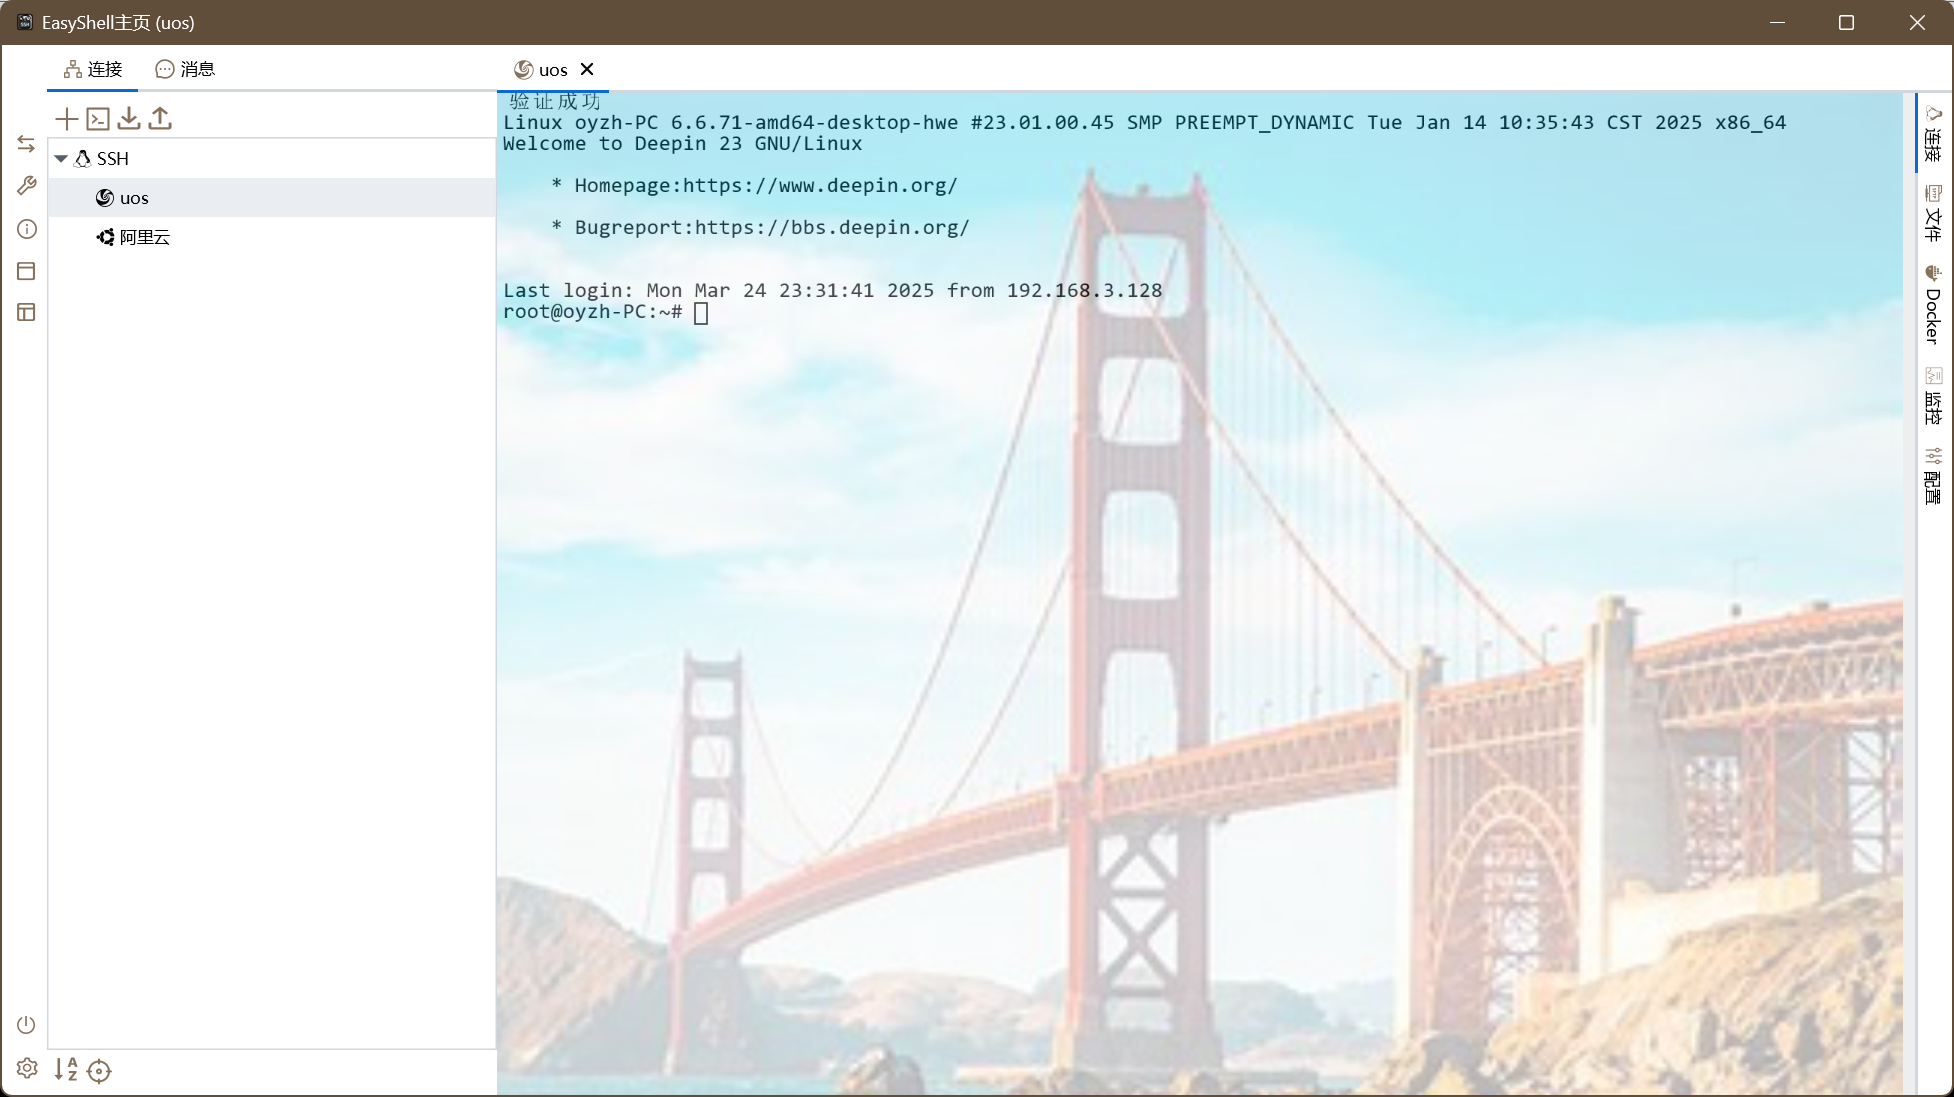 EasyShell主页 (uos)
连接
消息
uos
SSH
uos
阿里云
验证成功
Linux oyzh-PC 6.6.71-amd64-desktop-hwe #23.01.00.45 SMP PREEMPT_DYNAMIC Tue Jan 14 10:35:43 CST 2025 x86_64
Welcome to Deepin 23 GNU/Linux
* Homepage:https://www.deepin.org/
* Bugreport:https://bbs.deepin.org/
Last login: Mon Mar 24 23:31:41 2025 from 192.168.3.128
root@oyzh-PC:~#
连接
文件
Docker
监控
配置
AZ